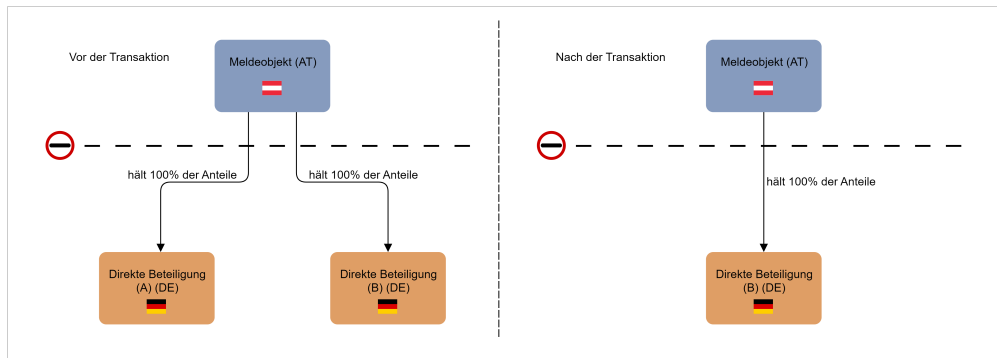 Vor der Transaktion
Meldeobjekt (AT)
hält 100% der Anteile
hält 100% der Anteile
Direkte Beteiligung
(A) (DE)
Direkte Beteiligung
(B) (DE)
Nach der Transaktion
Meldeobjekt (AT)
hält 100% der Anteile
Direkte Beteiligung
(B) (DE)